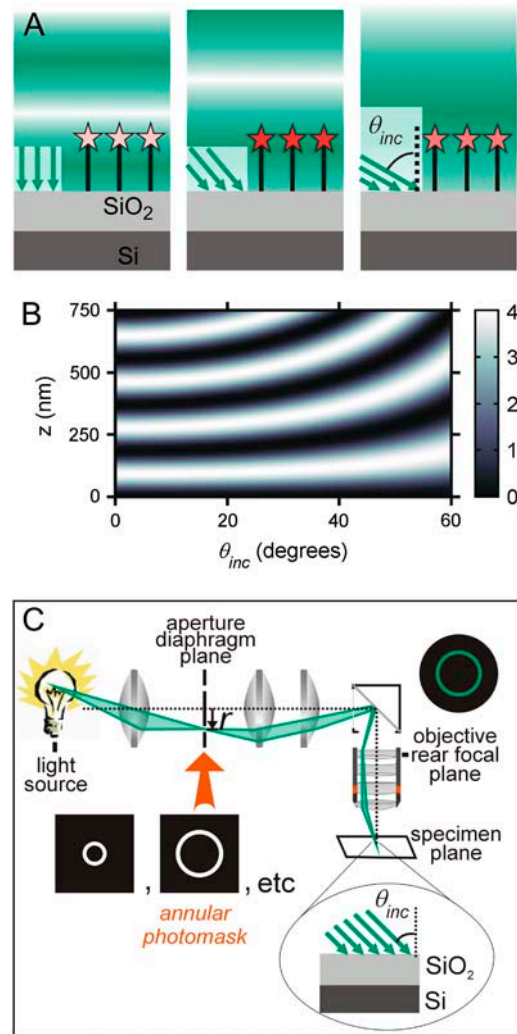 A
θinc
SiO2
Si
B
750
500
250
0
z (nm)
4
3
2
1
0
0
20
40
60
θinc (degrees)
C
aperture
diaphragm
plane
r
light
source
objective
rear focal
plane
specimen
plane
, , etc
annular
photomask
θinc
SiO2
Si